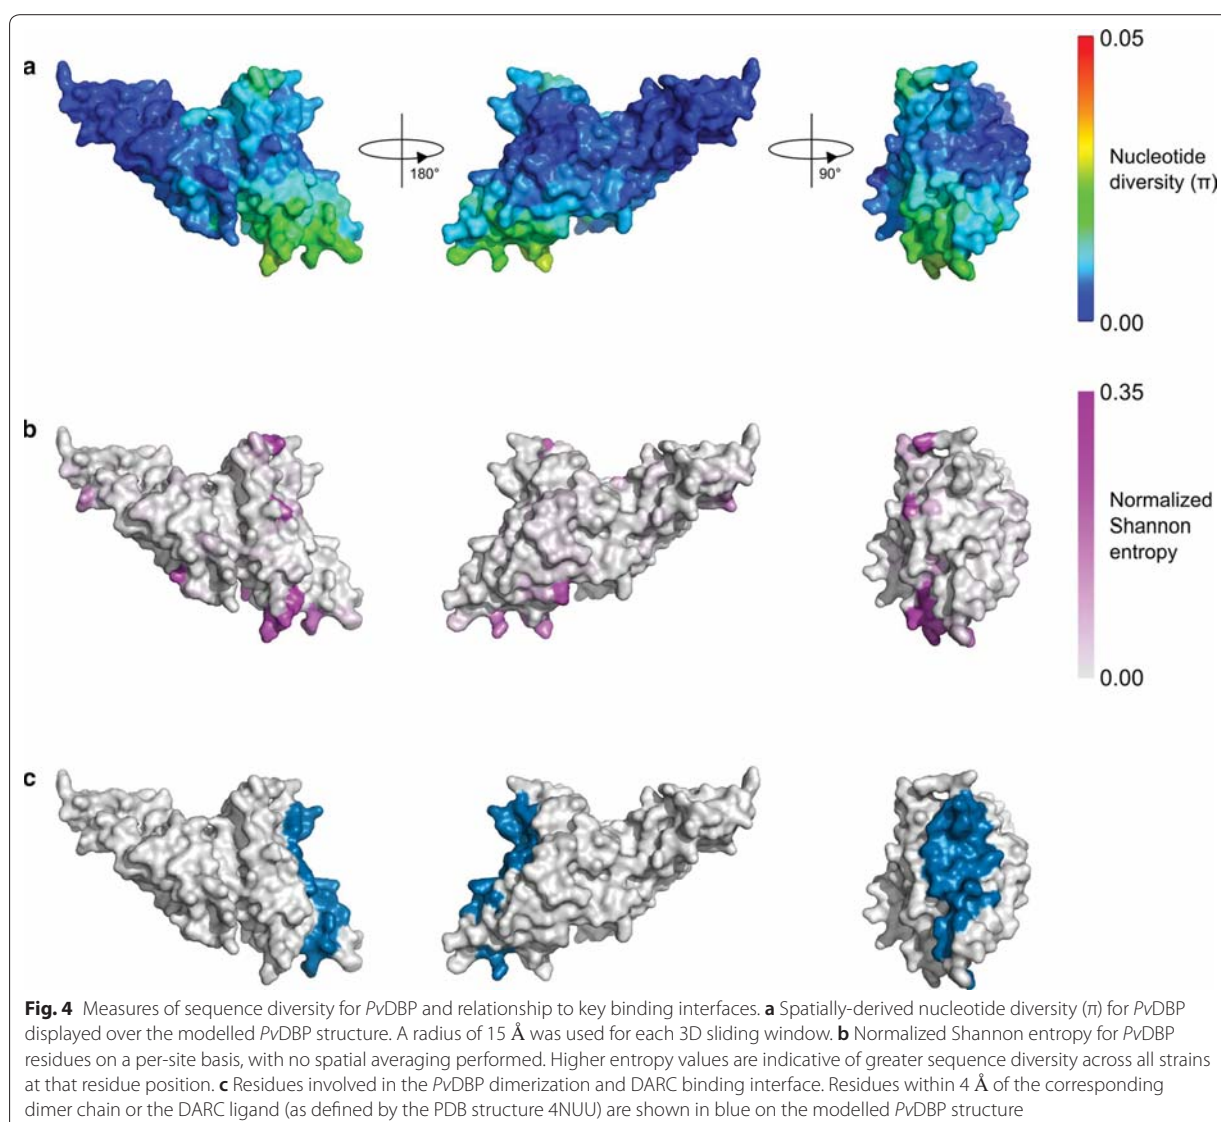 a
0.05
180°
90°
Nucleotide
diversity (π)
0.00
b
0.35
Normalized
Shannon
entropy
0.00
c
Fig. 4 Measures of sequence diversity for PvDBP and relationship to key binding interfaces. a Spatially-derived nucleotide diversity (π) for PvDBP
displayed over the modelled PvDBP structure. A radius of 15 Å was used for each 3D sliding window. b Normalized Shannon entropy for PvDBP
residues on a per-site basis, with no spatial averaging performed. Higher entropy values are indicative of greater sequence diversity across all strains
at that residue position. c Residues involved in the PvDBP dimerization and DARC binding interface. Residues within 4 Å of the corresponding
dimer chain or the DARC ligand (as defined by the PDB structure 4NUU) are shown in blue on the modelled PvDBP structure